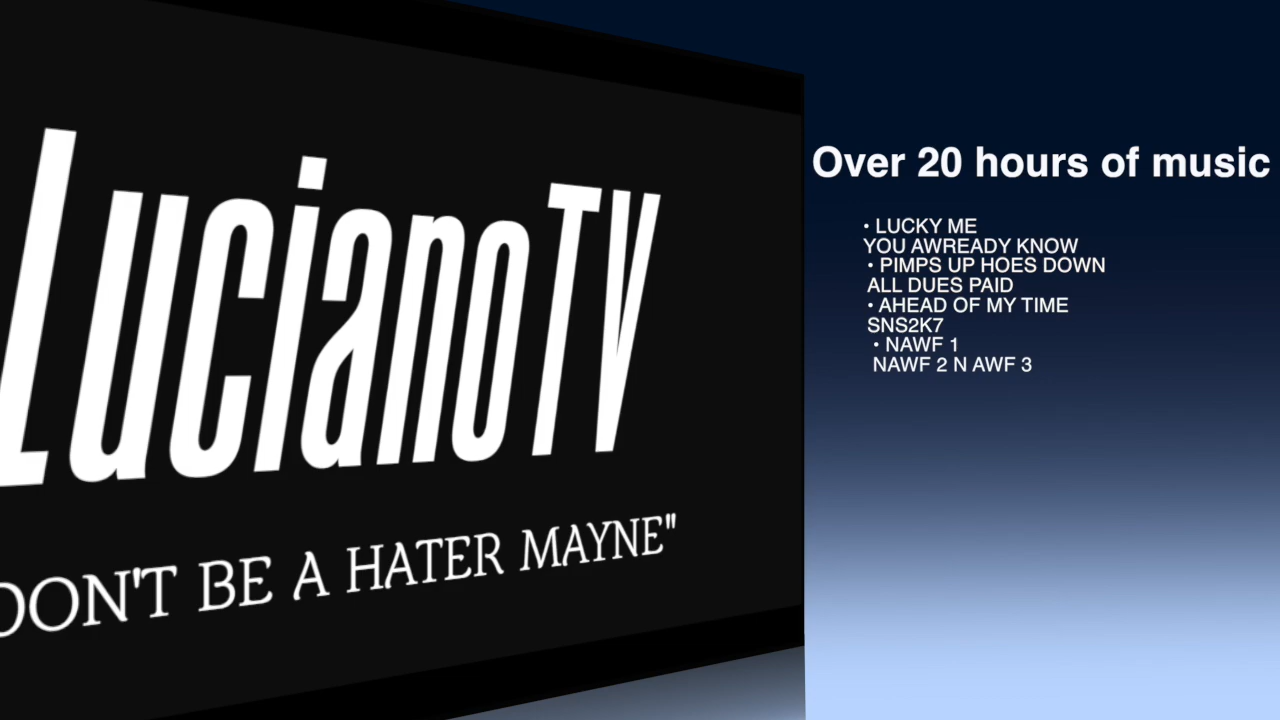 LucianoTV
DON'T BE A HATER MAYNE"
Over 20 hours of music
• LUCKY ME
YOU AWREADY KNOW
• PIMPS UP HOES DOWN
ALL DUES PAID
• AHEAD OF MY TIME
SNS2K7
• NAWF 1
NAWF 2 N AWF 3